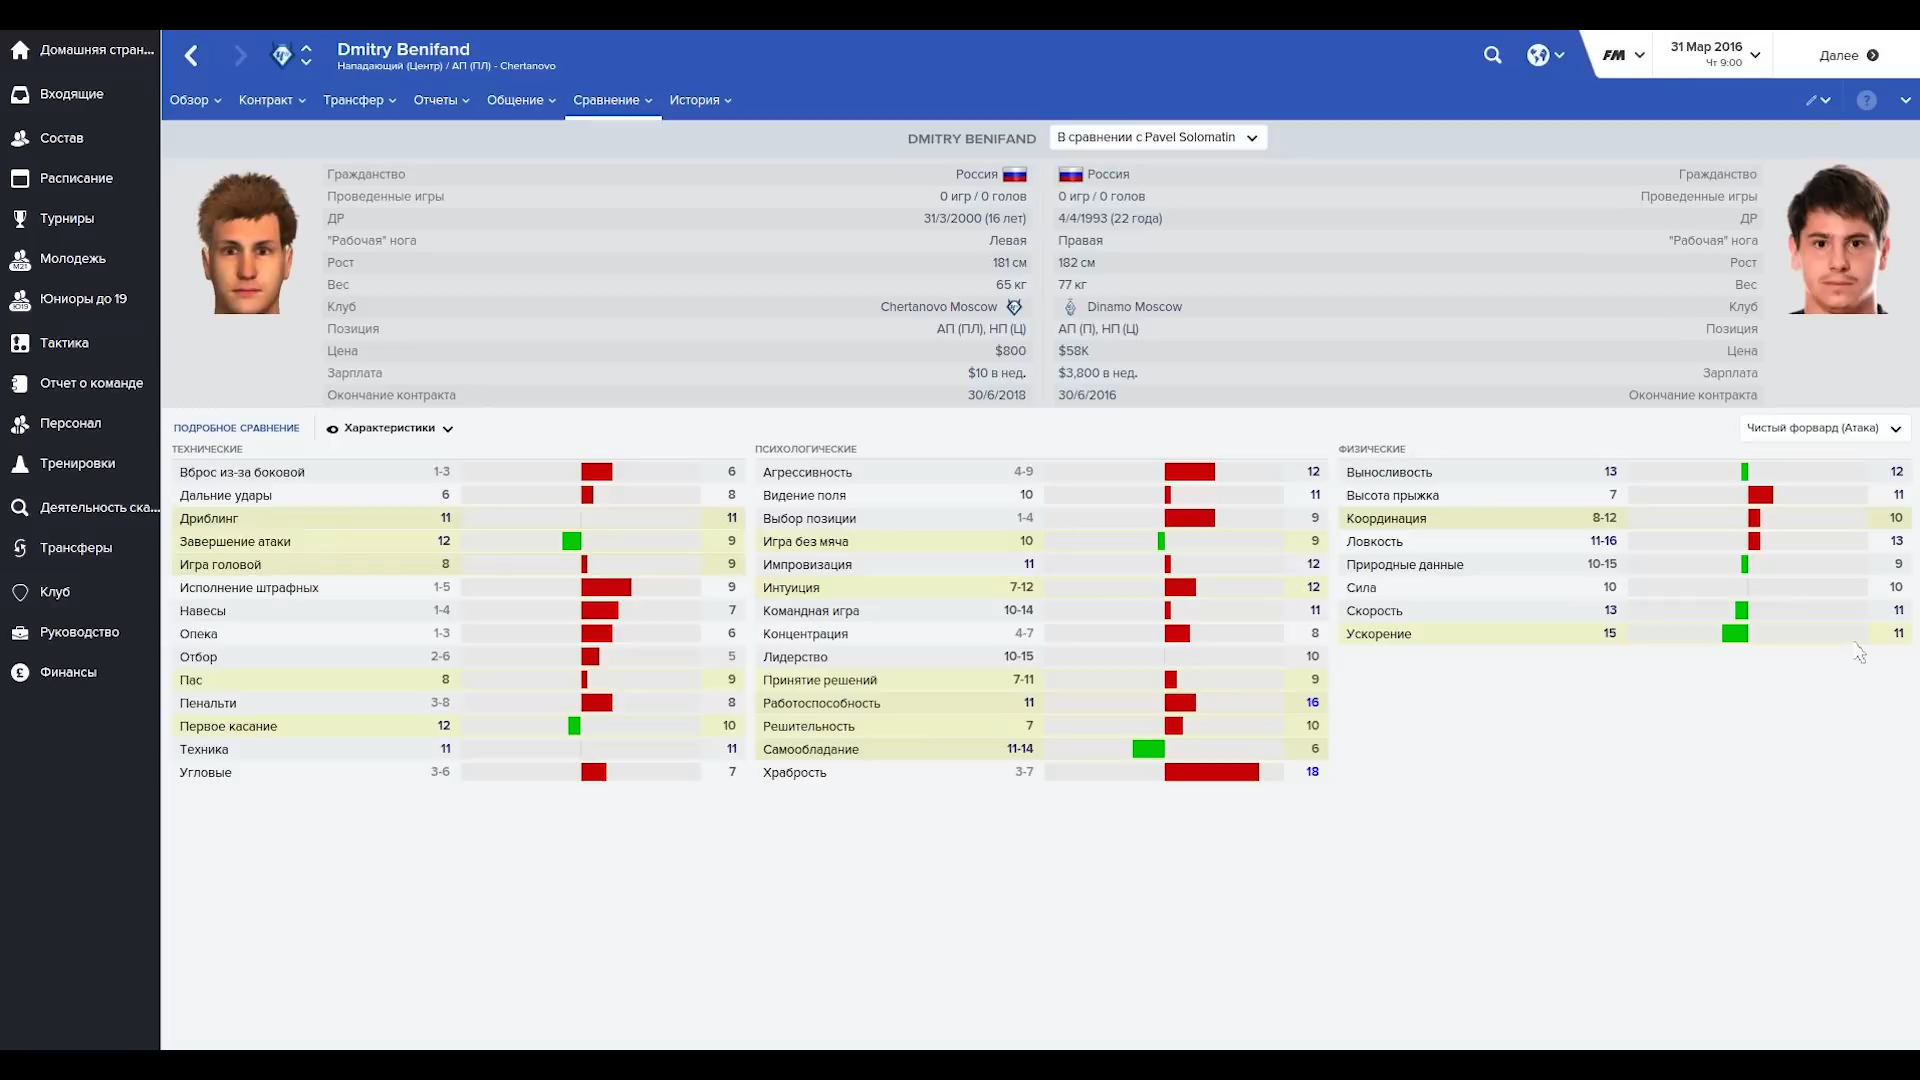 Домашняя стран...
Входящие
Состав
Расписание
Турниры
Молодежь
Юниоры до 19
Тактика
Отчет о команде
Персонал
Тренировки
Деятельность ска...
Трансферы
Клуб
Руководство
Финансы
Dmitry Benifand
Нападающий (Центр) / АП (ПЛ) - Chertanovo
FM
31 Мар 2016
Чт 9:00
Далее
Обзор Контракт Трансфер Отчеты Общение Сравнение История
?
DMITRY BENIFAND В сравнении с Pavel Solomatin
Гражданство Россия Россия Гражданство
Проведенные игры 0 игр / 0 голов 0 игр / 0 голов Проведенные игры
ДР 31/3/2000 (16 лет) 4/4/1993 (22 года) ДР
"Рабочая" нога Левая Правая "Рабочая" нога
Рост 181 см 182 см Рост
Вес 65 кг 77 кг Вес
Клуб Chertanovo Moscow Dinamo Moscow Клуб
Позиция АП (ПЛ), НП (Ц) АП (П), НП (Ц) Позиция
Цена $800 $58K Цена
Зарплата $10 в нед. $3,800 в нед. Зарплата
Окончание контракта 30/6/2018 30/6/2016 Окончание контракта
ПОДРОБНОЕ СРАВНЕНИЕ Характеристики Чистый форвард (Атака)
ТЕХНИЧЕСКИЕ
Вброс из-за боковой 1-3 6
Дальние удары 6 8
Дриблинг 11 11
Завершение атаки 12 9
Игра головой 8 9
Исполнение штрафных 1-5 9
Навесы 1-4 7
Опека 1-3 6
Отбор 2-6 5
Пас 8 9
Пенальти 3-8 8
Первое касание 12 10
Техника 11 11
Угловые 3-6 7
ПСИХОЛОГИЧЕСКИЕ
Агрессивность 4-9 12
Видение поля 10 11
Выбор позиции 1-4 9
Игра без мяча 10 9
Импровизация 11 12
Интуиция 7-12 12
Командная игра 10-14 11
Концентрация 4-7 8
Лидерство 10-15 10
Принятие решений 7-11 9
Работоспособность 11 16
Решительность 7 10
Самообладание 11-14 6
Храбрость 3-7 18
ФИЗИЧЕСКИЕ
Выносливость 13 12
Высота прыжка 7 11
Координация 8-12 10
Ловкость 11-16 13
Природные данные 10-15 9
Сила 10 10
Скорость 13 11
Ускорение 15 11